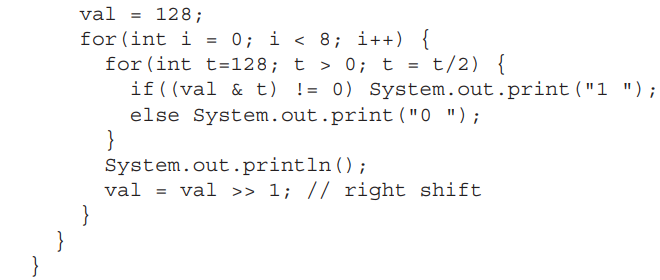 val = 128;
for(int i = 0; i < 8; i++) {
for(int t=128; t > 0; t = t/2) {
if((val & t) != 0) System.out.print("1 ");
else System.out.print("0 ");
}
System.out.println();
val = val >> 1; // right shift
}
}
}